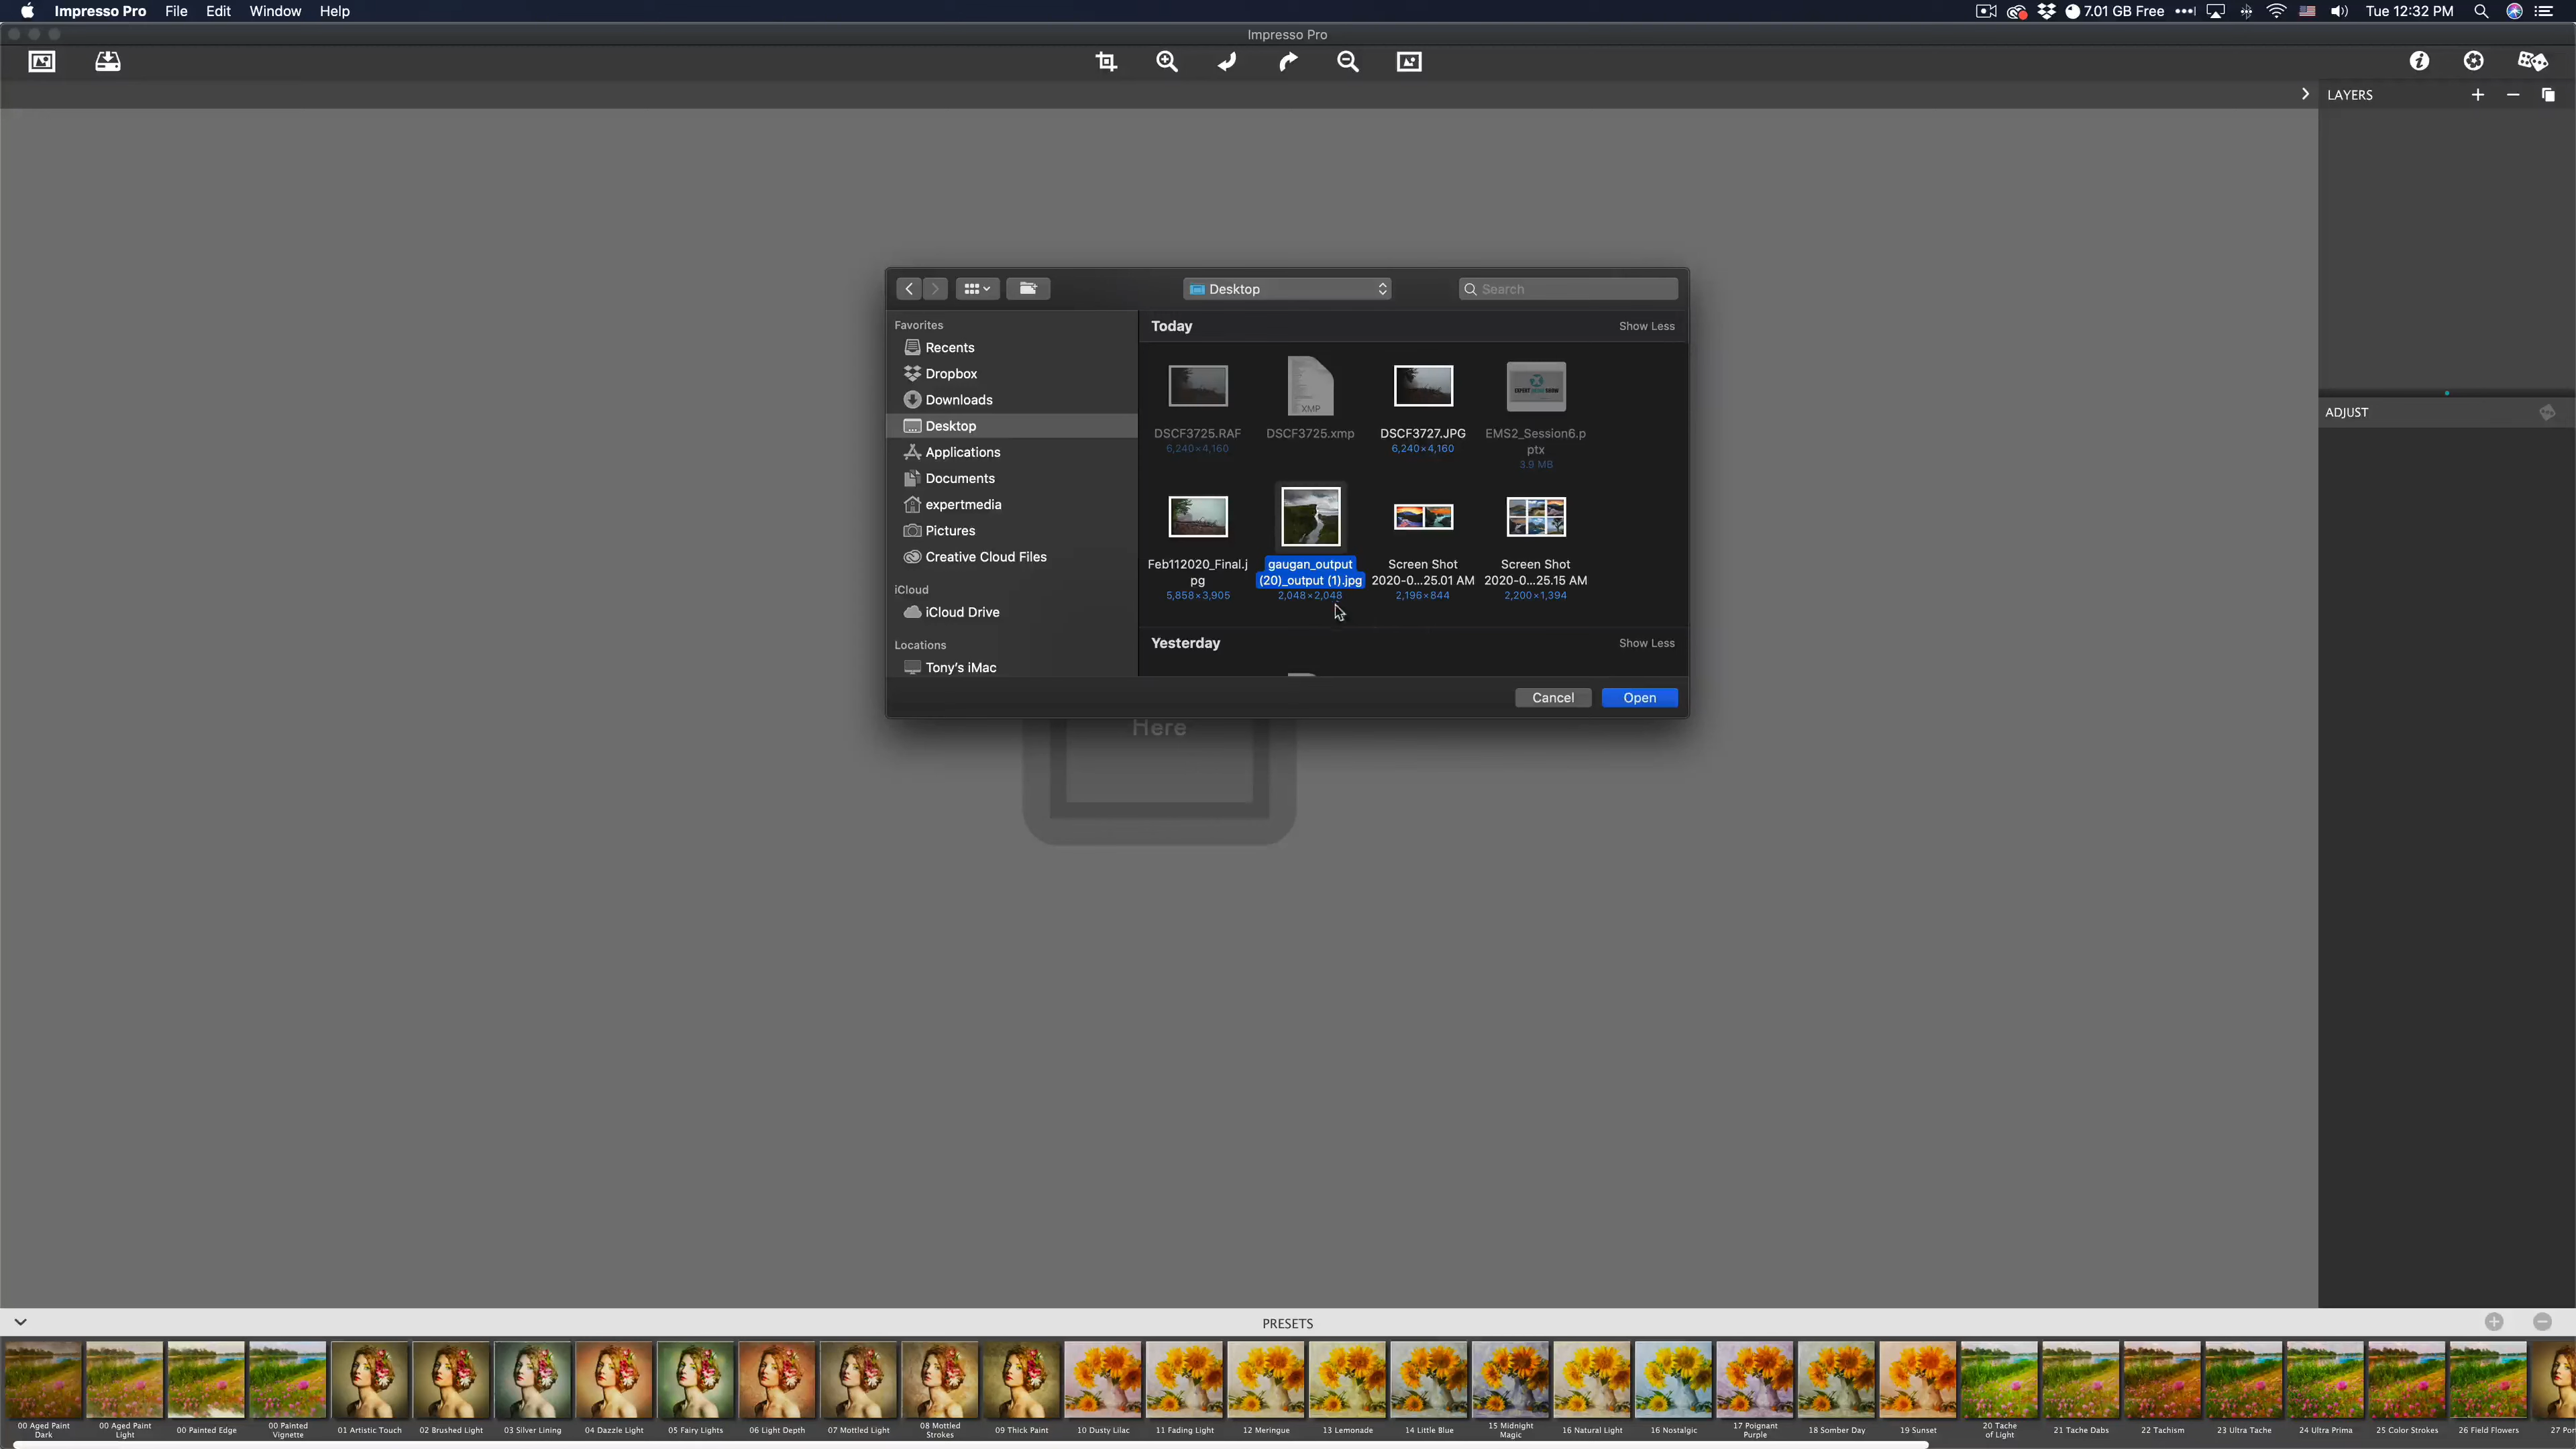 Impresso Pro File Edit Window Help
7.01 GB Free Tue 12:32 PM
Impresso Pro
LAYERS
ADJUST
Desktop
Search
Favorites
Recents
Dropbox
Downloads
Desktop
Applications
Documents
expertmedia
Pictures
Creative Cloud Files
iCloud
iCloud Drive
Locations
Tony's iMac
Today Show Less
XMP
DSCF3725.RAF
6,240×4,160
DSCF3725.xmp
DSCF3727.JPG
6,240×4,160
EMS2_Session6.p
ptx
3.9 MB
Feb112020_Final.j
pg
5,858×3,905
gaugan_output
(20)_output (1).jpg
2,048×2,048
Screen Shot
2020-0...25.01 AM
2,196×844
Screen Shot
2020-0...25.15 AM
2,200×1,394
Yesterday Show Less
Cancel Open
Here
PRESETS
00 Aged Paint
Dark
00 Aged Paint
Light
00 Painted Edge
00 Painted
Vignette
01 Artistic Touch
02 Brushed Light
03 Silver Lining
04 Dazzle Light
05 Fairy Lights
06 Light Depth
07 Mottled Light
08 Mottled
Strokes
09 Thick Paint
10 Dusty Lilac
11 Fading Light
12 Meringue
13 Lemonade
14 Little Blue
15 Midnight
Magic
16 Natural Light
16 Nostalgic
17 Poignant
Purple
18 Somber Day
19 Sunset
20 Tache
of Light
21 Tache Dabs
22 Tachism
23 Ultra Tache
24 Ultra Prima
25 Color Strokes
26 Field Flowers